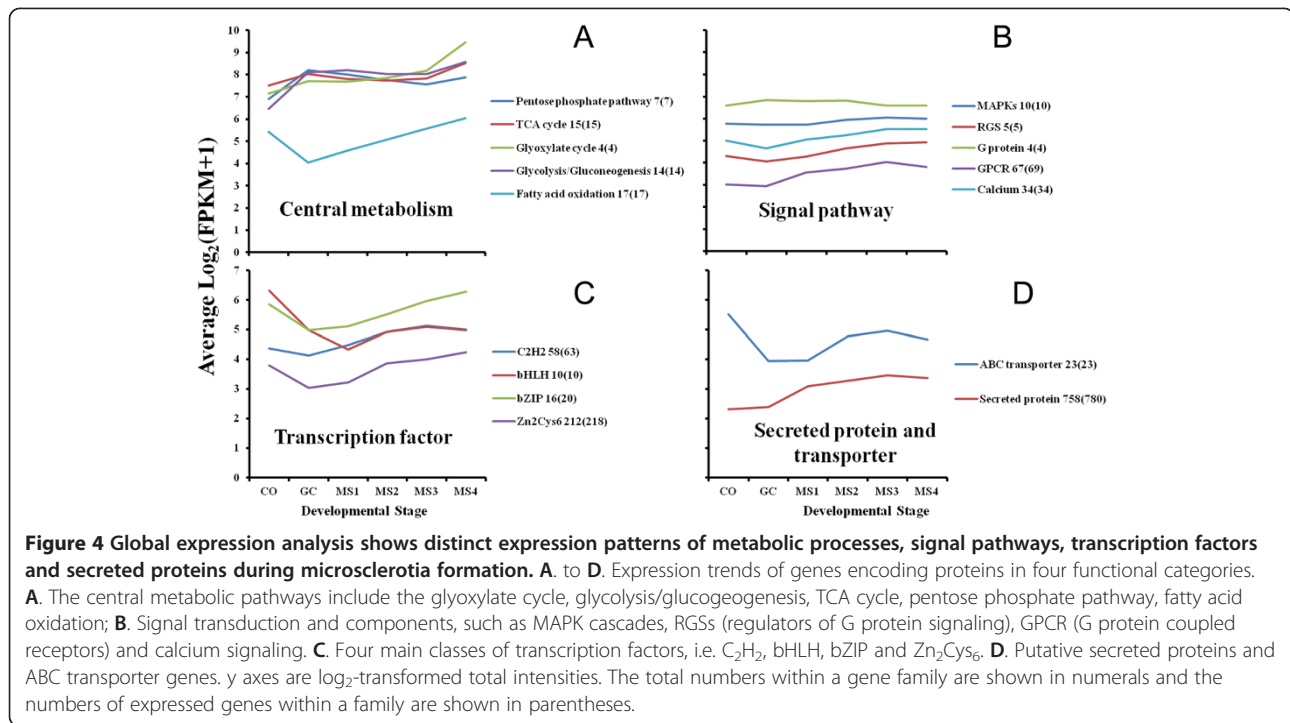 Average Log2(FPKM+1)
A
10
9
8
7
6
5
4
3
2
1
0
Central metabolism
Pentose phosphate pathway 7(7)
TCA cycle 15(15)
Glyoxylate cycle 4(4)
Glycolysis/Gluconeogenesis 14(14)
Fatty acid oxidation 17(17)
B
Signal pathway
MAPKs 10(10)
RGS 5(5)
G protein 4(4)
GPCR 67(69)
Calcium 34(34)
C
7
6
5
4
3
2
1
0
Transcription factor
C2H2 58(63)
bHLH 10(10)
bZIP 16(20)
Zn2Cys6 212(218)
CO GC MS1 MS2 MS3 MS4
Developmental Stage
D
Secreted protein and
transporter
ABC transporter 23(23)
Secreted protein 758(780)
CO GC MS1 MS2 MS3 MS4
Developmental Stage
Figure 4 Global expression analysis shows distinct expression patterns of metabolic processes, signal pathways, transcription factors
and secreted proteins during microsclerotia formation. A. to D. Expression trends of genes encoding proteins in four functional categories.
A. The central metabolic pathways include the glyoxylate cycle, glycolysis/glucogeogenesis, TCA cycle, pentose phosphate pathway, fatty acid
oxidation; B. Signal transduction and components, such as MAPK cascades, RGSs (regulators of G protein signaling), GPCR (G protein coupled
receptors) and calcium signaling. C. Four main classes of transcription factors, i.e. C₂H₂, bHLH, bZIP and Zn₂Cys₆. D. Putative secreted proteins and
ABC transporter genes. y axes are log₂-transformed total intensities. The total numbers within a gene family are shown in numerals and the
numbers of expressed genes within a family are shown in parentheses.